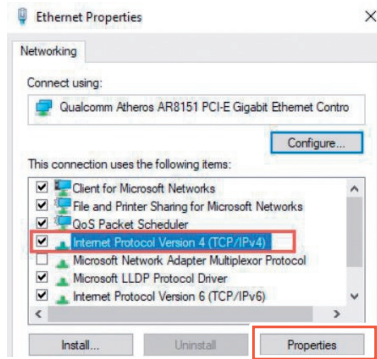 Ethernet Properties
Networking
Connect using:
Qualcomm Atheros AR8151 PCI-E Gigabit Ethernet Contro
Configure...
This connection uses the following items:
Client for Microsoft Networks
File and Printer Sharing for Microsoft Networks
QoS Packet Scheduler
Internet Protocol Version 4 (TCP/IPv4)
Microsoft Network Adapter Multiplexor Protocol
Microsoft LLDP Protocol Driver
Internet Protocol Version 6 (TCP/IPv6)
Install... Uninstall Properties